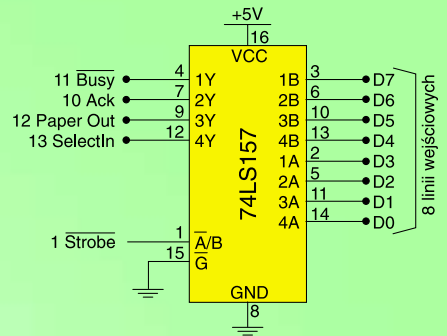 +5V
16
VCC
11 Busy 4 1Y 1B 3 D7
10 Ack 7 2Y 2B 6 D6
12 Paper Out 9 3Y 3B 10 D5
13 SelectIn 12 4Y 4B 13 D4
1A 2 D3
2A 5 D2
3A 11 D1
4A 14 D0
74LS157
8 linii wejściowych
1 Strobe 1 A/B
15 G
GND
8